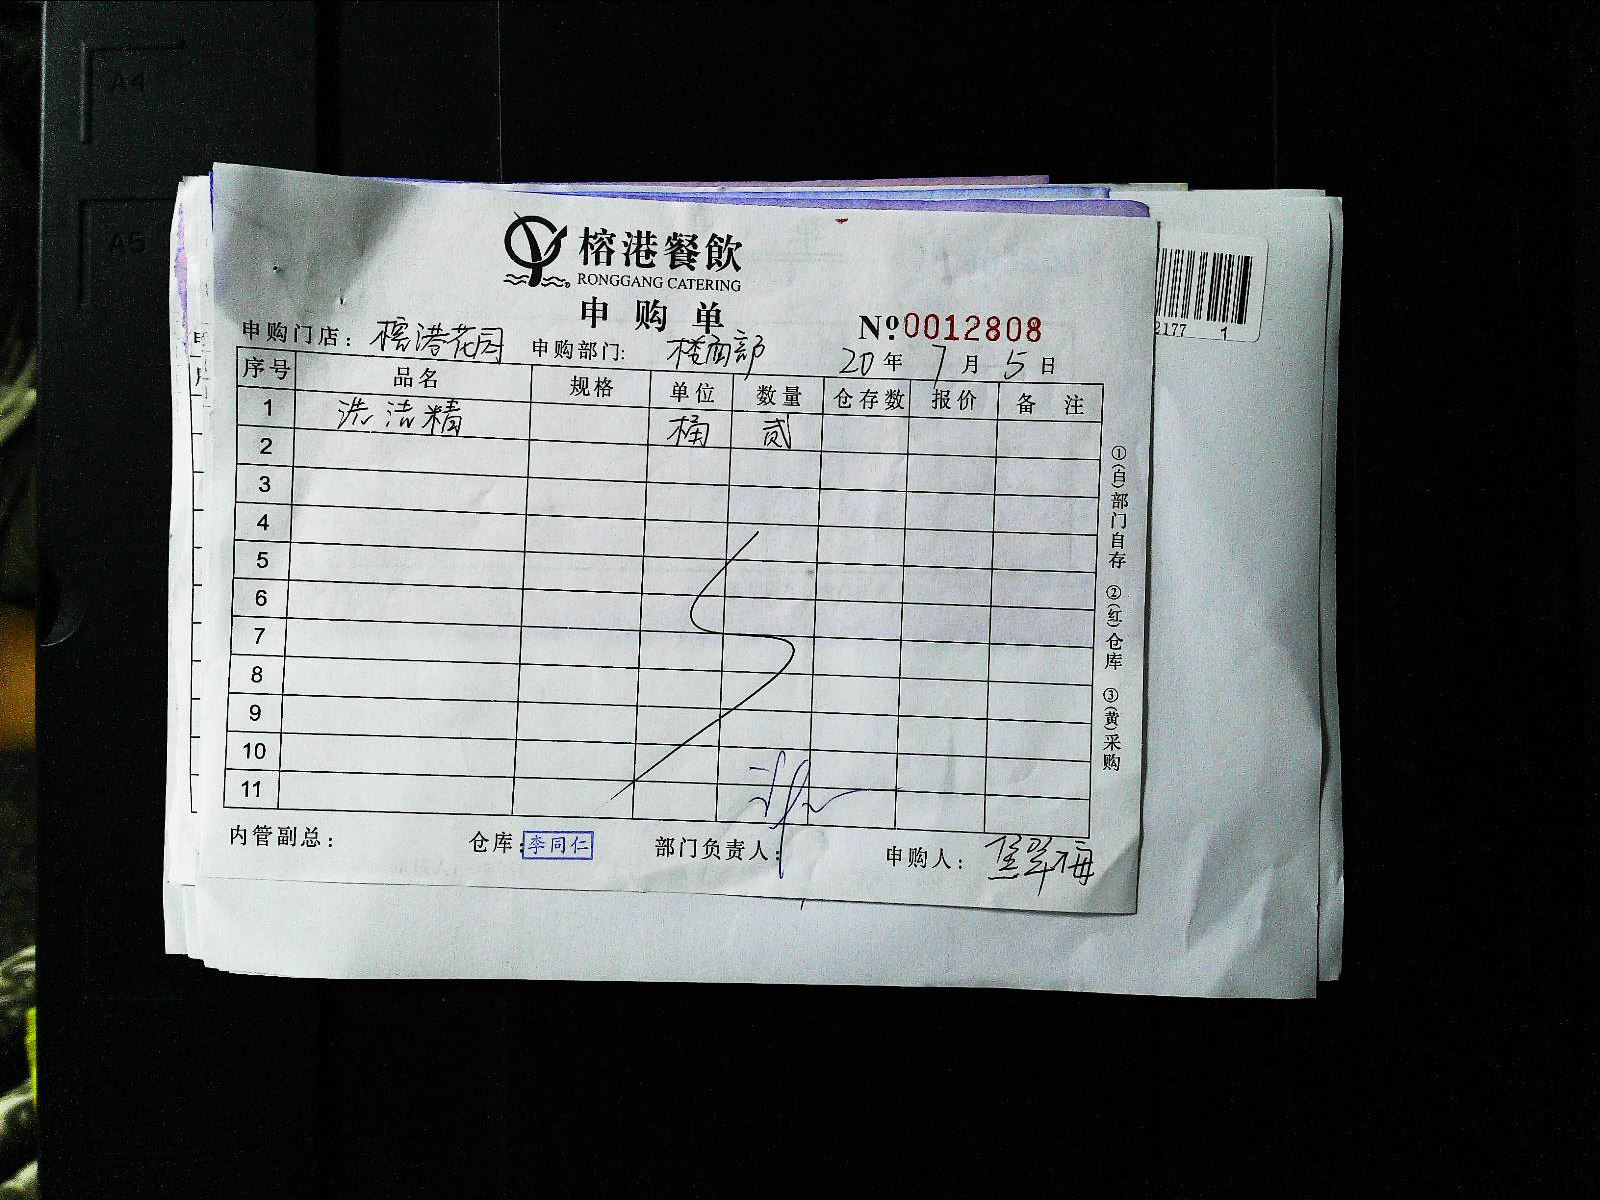 A4
A5
榕港餐飲
RONGGANG CATERING
申购单
№0012808
2177 1
申购门店：榕港花园 申购部门：楼面部 20年7月5日
序号 品名 规格 单位 数量 仓存数 报价 备注
1 洗洁精 桶 贰
2
3
4
5
6
7
8
9
10
11
①(白)部门自存 ②(红)仓库 ③(黄)采购
内管副总： 仓库：李同仁 部门负责人： 申购人：